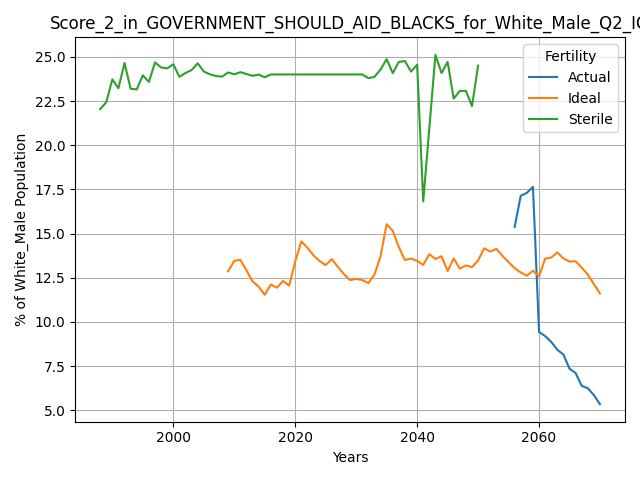 Score_2_in_GOVERNMENT_SHOULD_AID_BLACKS_for_White_Male_Q2_IC
Fertility
Actual
Ideal
Sterile
% of White_Male Population
25.0
22.5
20.0
17.5
15.0
12.5
10.0
7.5
5.0
2000 2020 2040 2060
Years